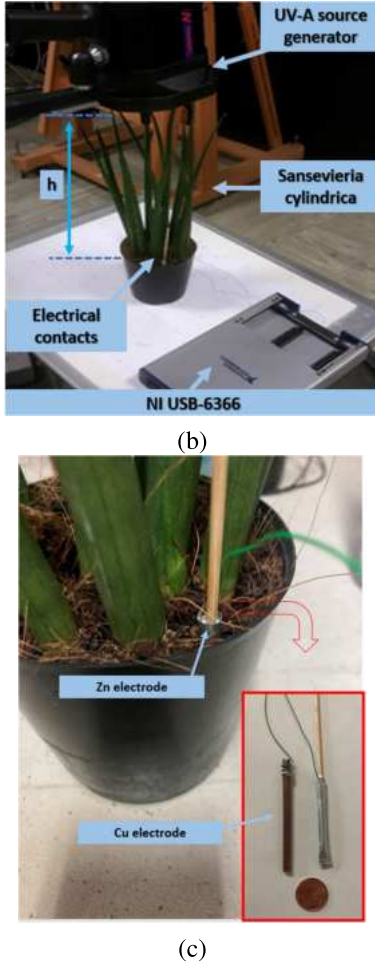 UV-A source
generator
h
Sansevieria
cylindrica
Electrical
contacts
NI USB-6366
(b)
Zn electrode
Cu electrode
(c)